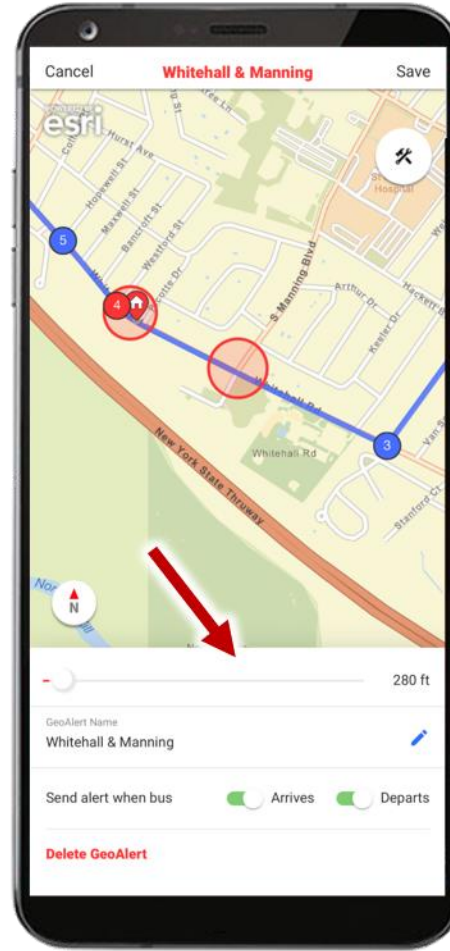 Cancel
Whitehall & Manning
Save
esri
Hurst Ave
Hopewell St
Maxwell St
Bancroft St
Westford St
S Manning Blvd
Arthur Dr
Hackett B
Keeler Dr
Hospital
5
4
3
Whitehall Rd
Whitehall Rd
Van S
Stanford Ct
New York State Thruway
N
280 ft
GeoAlert Name
Whitehall & Manning
Send alert when bus
Arrives
Departs
Delete GeoAlert